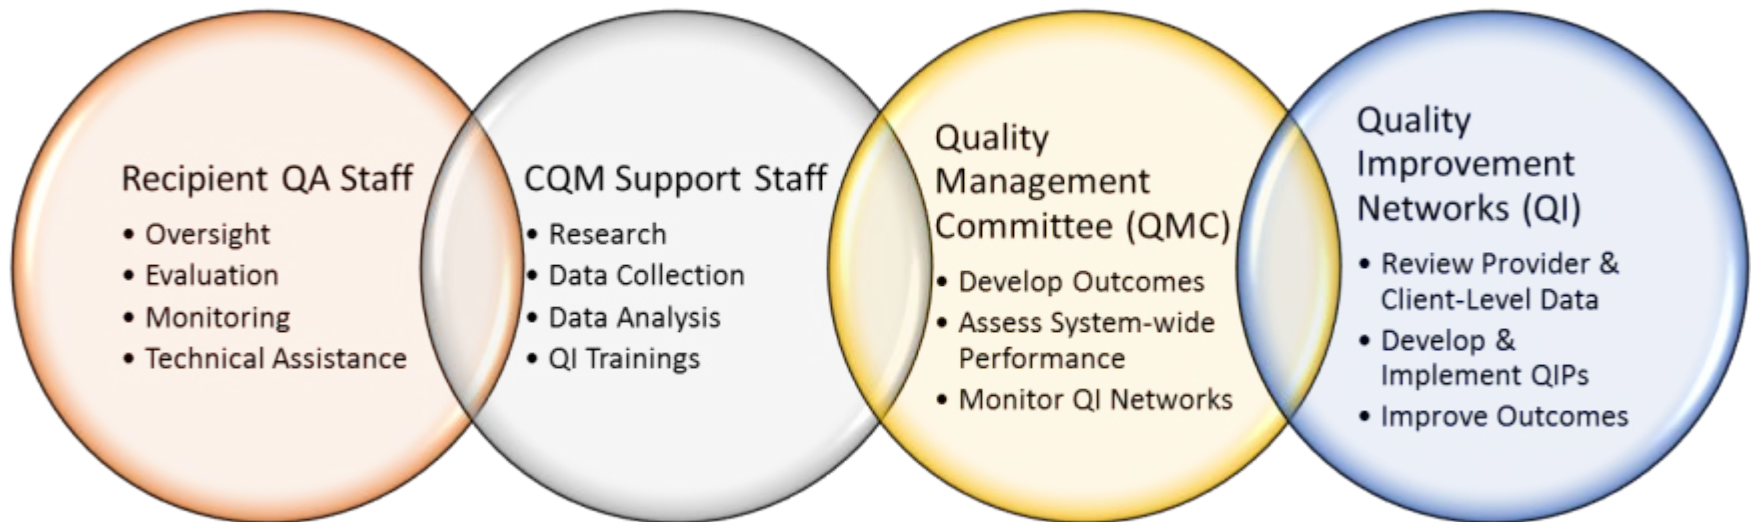 Recipient QA Staff
• Oversight
• Evaluation
• Monitoring
• Technical Assistance
CQM Support Staff
• Research
• Data Collection
• Data Analysis
• QI Trainings
Quality
Management
Committee (QMC)
• Develop Outcomes
• Assess System-wide
Performance
• Monitor QI Networks
Quality
Improvement
Networks (QI)
• Review Provider &
Client-Level Data
• Develop &
Implement QIPs
• Improve Outcomes